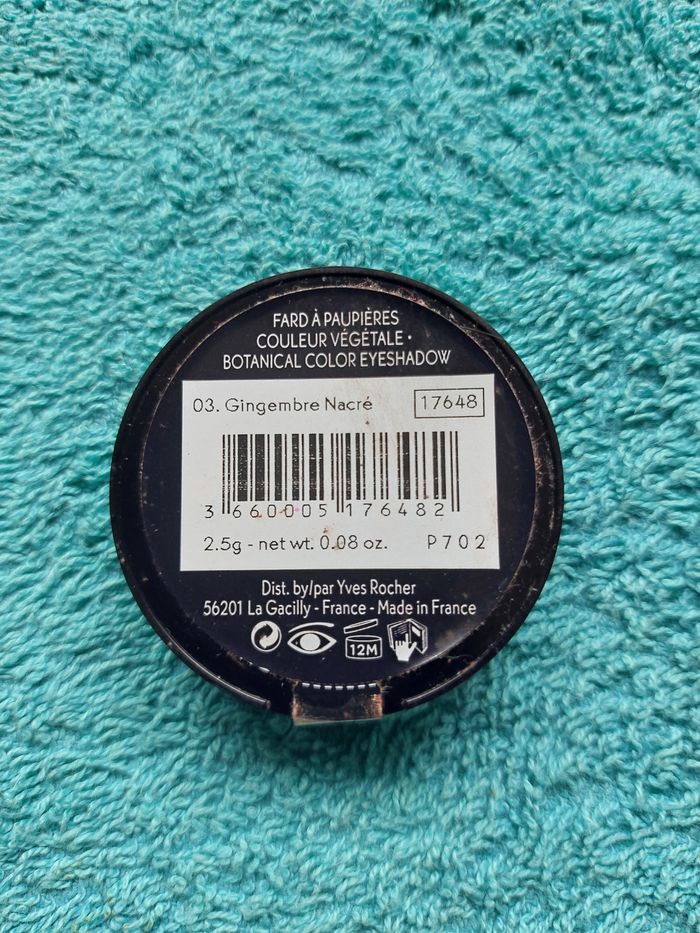 FARD À PAUPIÈRES
COULEUR VÉGÉTALE •
BOTANICAL COLOR EYESHADOW
03. Gingembre Nacré 17648
3 660005 176482
2.5g - net wt. 0.08 oz. P702
Dist. by/par Yves Rocher
56201 La Gacilly - France - Made in France
12M